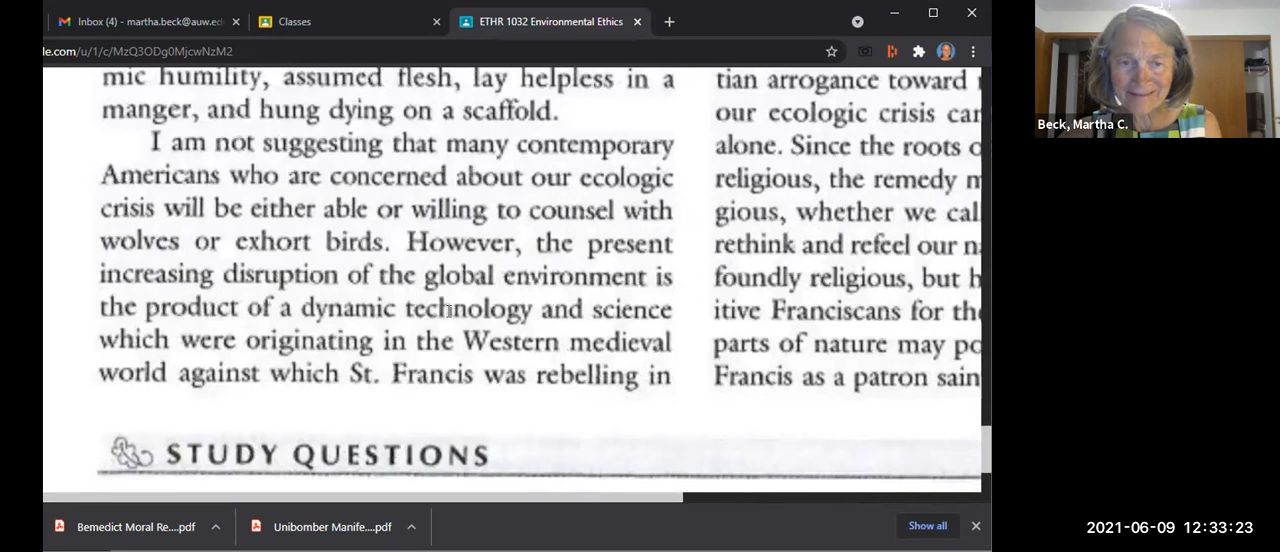 Inbox (4) - martha.beck@auw.ed
Classes
ETHR 1032 Environmental Ethics
le.com/u/1/c/MzQ3ODg0MjcwNzM2
Beck, Martha C.
mic humility, assumed flesh, lay helpless in a
manger, and hung dying on a scaffold.
I am not suggesting that many contemporary
Americans who are concerned about our ecologic
crisis will be either able or willing to counsel with
wolves or exhort birds. However, the present
increasing disruption of the global environment is
the product of a dynamic technology and science
which were originating in the Western medieval
world against which St. Francis was rebelling in
tian arrogance toward
our ecologic crisis can
alone. Since the roots o
religious, the remedy m
gious, whether we cal
rethink and refeel our n
foundly religious, but h
itive Franciscans for the
parts of nature may po
Francis as a patron sain
STUDY QUESTIONS
Bemedict Moral Re....pdf
Unibomber Manife....pdf
Show all
2021-06-09 12:33:23